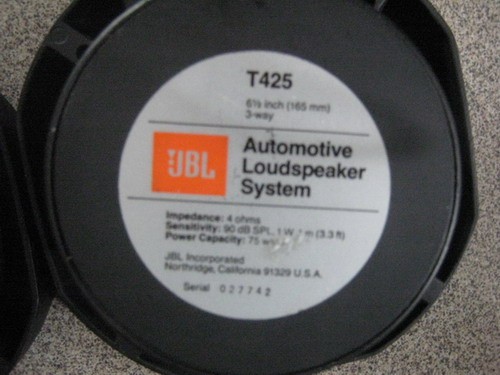 T425
6½ inch (165 mm)
3-way
JBL
Automotive
Loudspeaker
System
Impedance: 4 ohms
Sensitivity: 90 dB SPL, 1 W, 1 m (3.3 ft)
Power Capacity: 75
JBL Incorporated
Northridge, California 91329 U.S.A.
Serial 027742